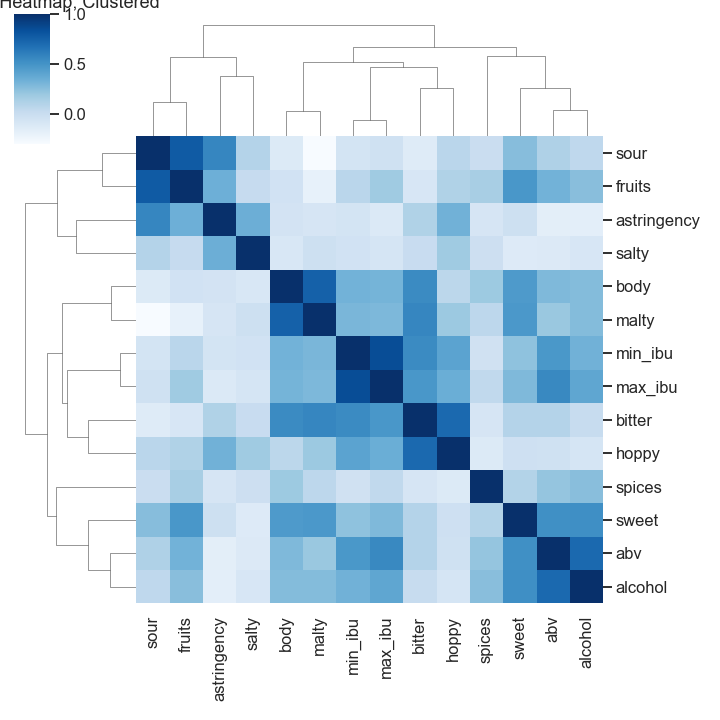 Heatmap, Clustered
1.0
0.5
0.0
sour
fruits
astringency
salty
body
malty
min_ibu
max_ibu
bitter
hoppy
spices
sweet
abv
alcohol
sour
fruits
astringency
salty
body
malty
min_ibu
max_ibu
bitter
hoppy
spices
sweet
abv
alcohol